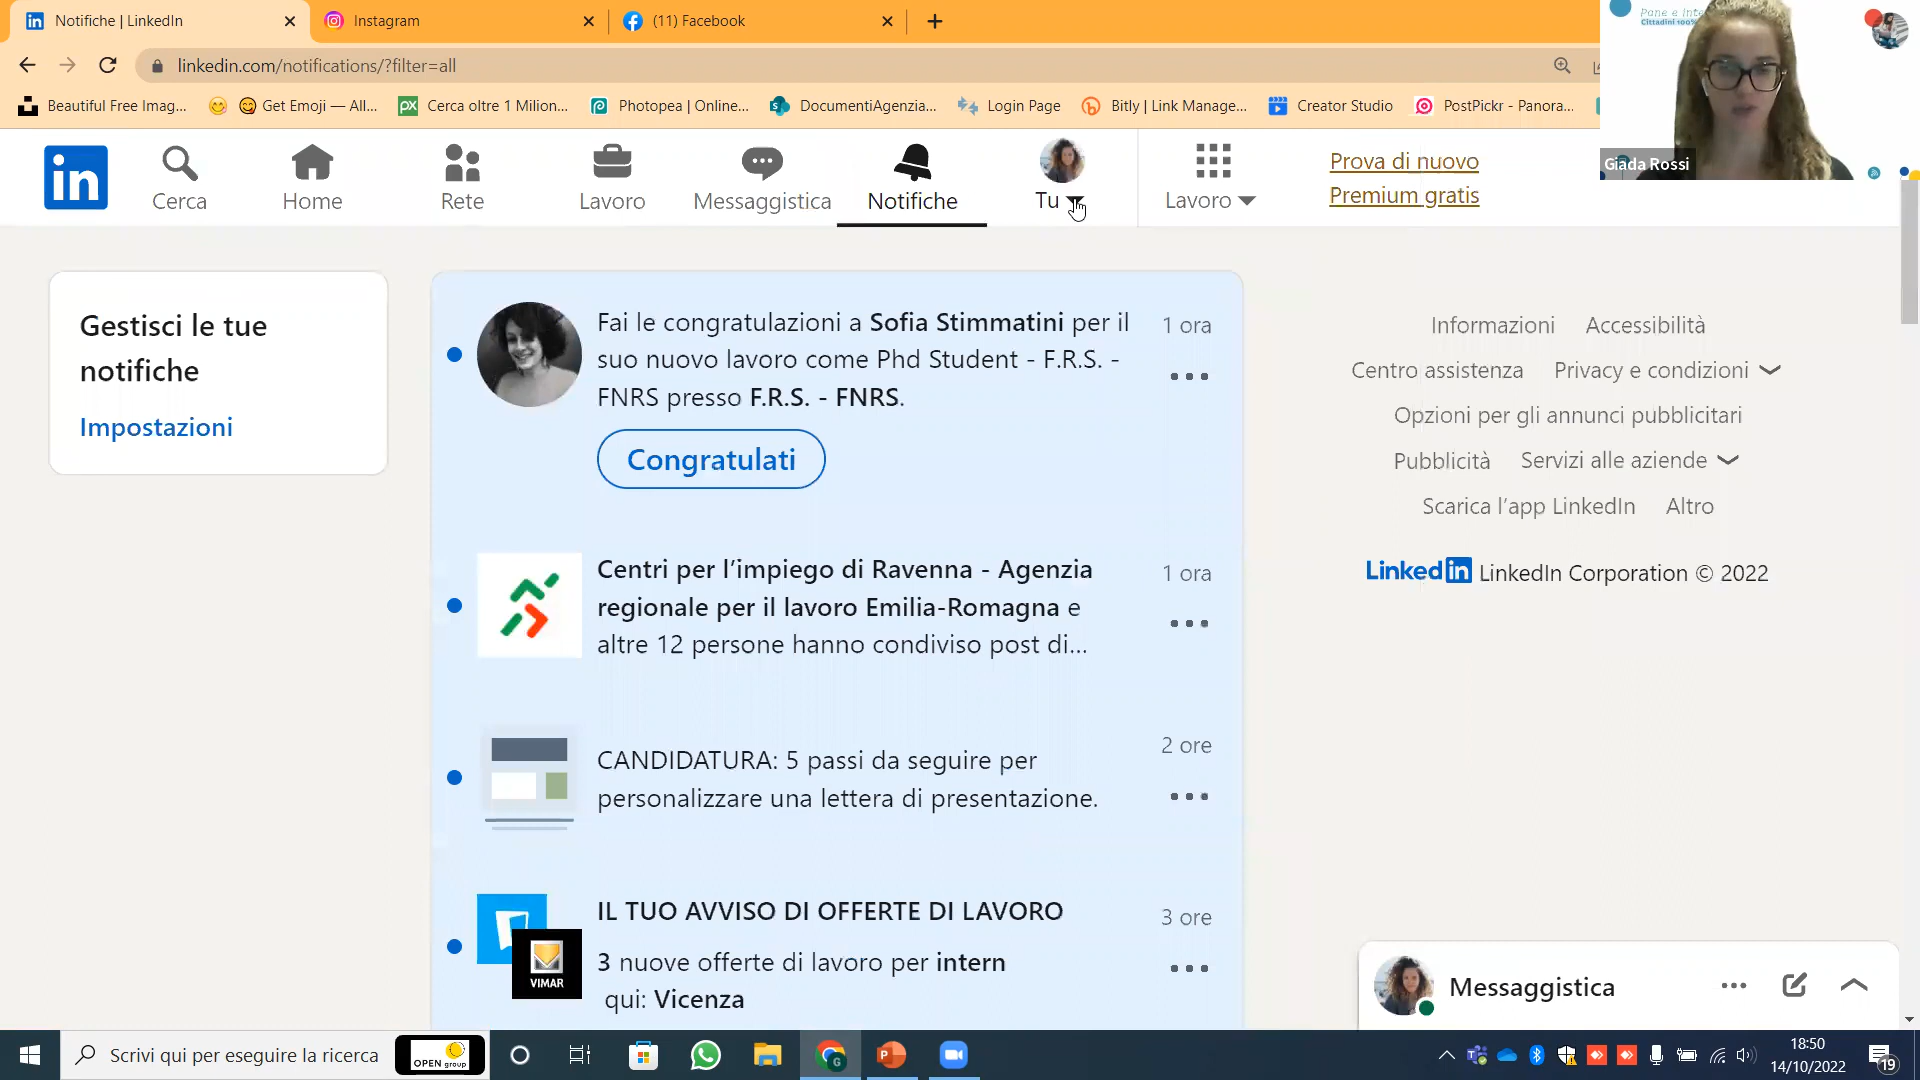 Notifiche | LinkedIn
Instagram
(11) Facebook
linkedin.com/notifications/?filter=all
Beautiful Free Imag...
Get Emoji — All...
Cerca oltre 1 Milion...
Photopea | Online...
DocumentiAgenzia...
Login Page
Bitly | Link Manage...
Creator Studio
PostPickr - Panora...
Cittadini 100%
Giada Rossi
in
Cerca
Home
Rete
Lavoro
Messaggistica
Notifiche
Tu
Lavoro
Prova di nuovo
Premium gratis
Gestisci le tue
notifiche
Impostazioni
Fai le congratulazioni a Sofia Stimmatini per il
suo nuovo lavoro come Phd Student - F.R.S. -
FNRS presso F.R.S. - FNRS.
1 ora
Congratulati
Centri per l'impiego di Ravenna - Agenzia
regionale per il lavoro Emilia-Romagna e
altre 12 persone hanno condiviso post di...
1 ora
CANDIDATURA: 5 passi da seguire per
personalizzare una lettera di presentazione.
2 ore
IL TUO AVVISO DI OFFERTE DI LAVORO
3 nuove offerte di lavoro per intern
qui: Vicenza
3 ore
VIMAR
Informazioni Accessibilità
Centro assistenza Privacy e condizioni
Opzioni per gli annunci pubblicitari
Pubblicità Servizi alle aziende
Scarica l'app LinkedIn Altro
LinkedIn LinkedIn Corporation © 2022
Messaggistica
Scrivi qui per eseguire la ricerca
OPEN group
18:50
14/10/2022
19